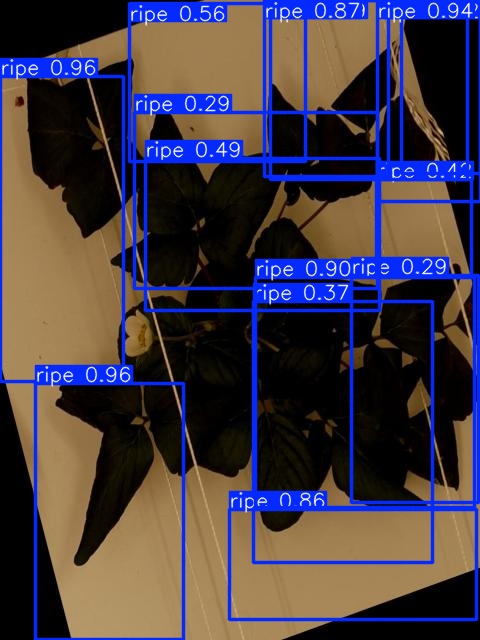 ripe 0.56
ripe 0.87
ripe 0.94
ripe 0.96
ripe 0.29
ripe 0.49
ripe 0.42
ripe 0.90
ripe 0.29
ripe 0.37
ripe 0.96
ripe 0.86